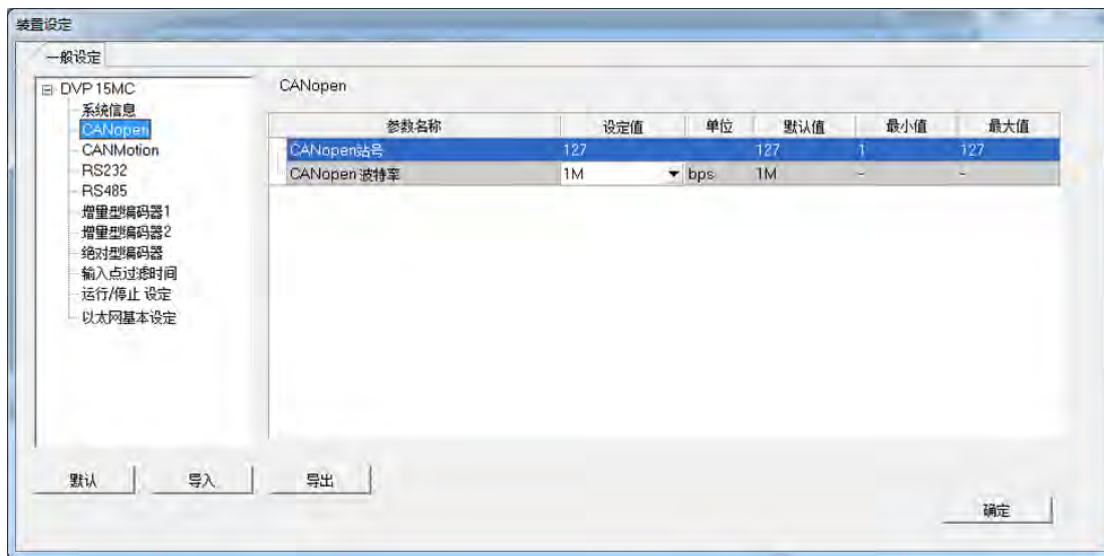 装置设定
一般设定
DVP 15MC
系统信息
CANopen
CANMotion
RS232
RS485
增量型编码器1
增量型编码器2
绝对型编码器
输入点过滤时间
运行/停止 设定
以太网基本设定
CANopen
参数名称 设定值 单位 默认值 最小值 最大值
CANopen站号 127 127 1 127
CANopen 波特率 1M bps 1M - -
默认 导入 导出
确定